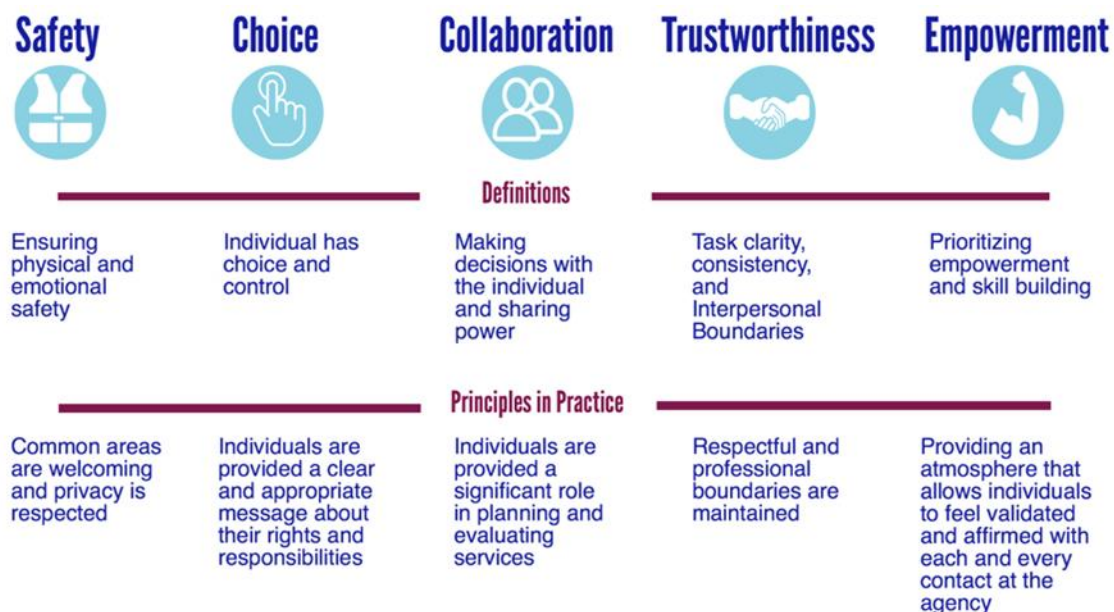 Safety
Choice
Collaboration
Trustworthiness
Empowerment
Definitions
Ensuring
physical and
emotional
safety
Individual has
choice and
control
Making
decisions with
the individual
and sharing
power
Task clarity,
consistency,
and
Interpersonal
Boundaries
Prioritizing
empowerment
and skill building
Principles in Practice
Common areas
are welcoming
and privacy is
respected
Individuals are
provided a clear
and appropriate
message about
their rights and
responsibilities
Individuals are
provided a
significant role
in planning and
evaluating
services
Respectful and
professional
boundaries are
maintained
Providing an
atmosphere that
allows individuals
to feel validated
and affirmed with
each and every
contact at the
agency